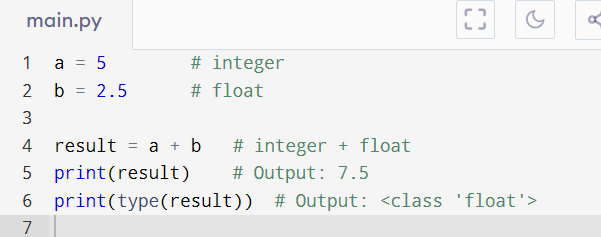 main.py
1 a = 5 # integer
2 b = 2.5 # float
3
4 result = a + b # integer + float
5 print(result) # Output: 7.5
6 print(type(result)) # Output: <class 'float'>
7